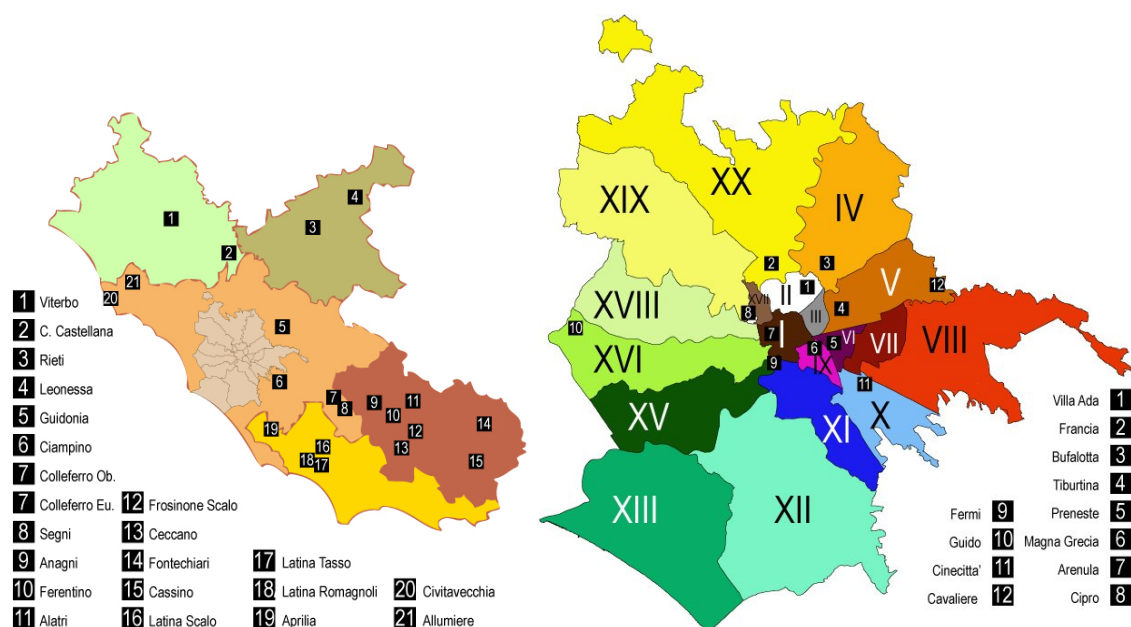 1
2
3
4
5
6
7
8
9
10
11
12
13
14
15
16
17
18
19
20
21
1 Viterbo
2 C. Castellana
3 Rieti
4 Leonessa
5 Guidonia
6 Ciampino
7 Colleferro Ob.
7 Colleferro Eu.
8 Segni
9 Anagni
10 Ferentino
11 Alatri
12 Frosinone Scalo
13 Ceccano
14 Fontechiari
15 Cassino
16 Latina Scalo
17 Latina Tasso
18 Latina Romagnoli
19 Aprilia
20 Civitavecchia
21 Allumiere
XX
XIX
IV
2
3
XVIII
XVII
II
1
V
12
8
III
4
10
7
I
6
5
VI
VII
VIII
XVI
9
IX
11
XV
XI
X
XIII
XII
Villa Ada 1
Francia 2
Bufalotta 3
Tiburtina 4
Preneste 5
Magna Grecia 6
Arenula 7
Cipro 8
Fermi 9
Guido 10
Cinecitta' 11
Cavaliere 12